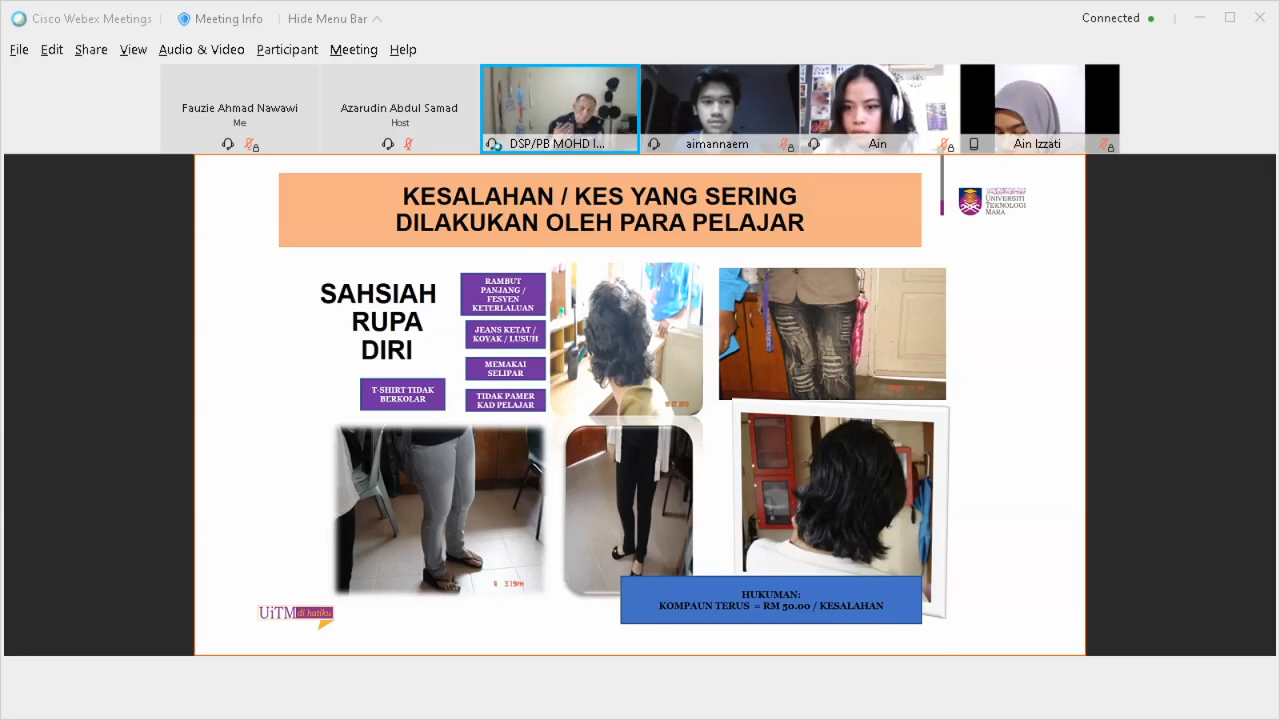 Cisco Webex Meetings
Meeting Info
Hide Menu Bar
Connected
File Edit Share View Audio & Video Participant Meeting Help
Fauzie Ahmad Nawawi
Me
Azarudin Abdul Samad
Host
DSP/PB MOHD I...
aimannaem
Ain
Ain Izzati
KESALAHAN / KES YANG SERING
DILAKUKAN OLEH PARA PELAJAR
UNIVERSITI
TEKNOLOGI
MARA
SAHSIAH
RUPA
DIRI
RAMBUT
PANJANG /
FESYEN
KETERLALUAN
JEANS KETAT /
KOYAK / LUSUH
MEMAKAI
SELIPAR
T-SHIRT TIDAK
BERKOLAR
TIDAK PAMER
KAD PELAJAR
3:19PM
HUKUMAN:
KOMPAUN TERUS = RM 50.00 / KESALAHAN
UiTM di hatiku